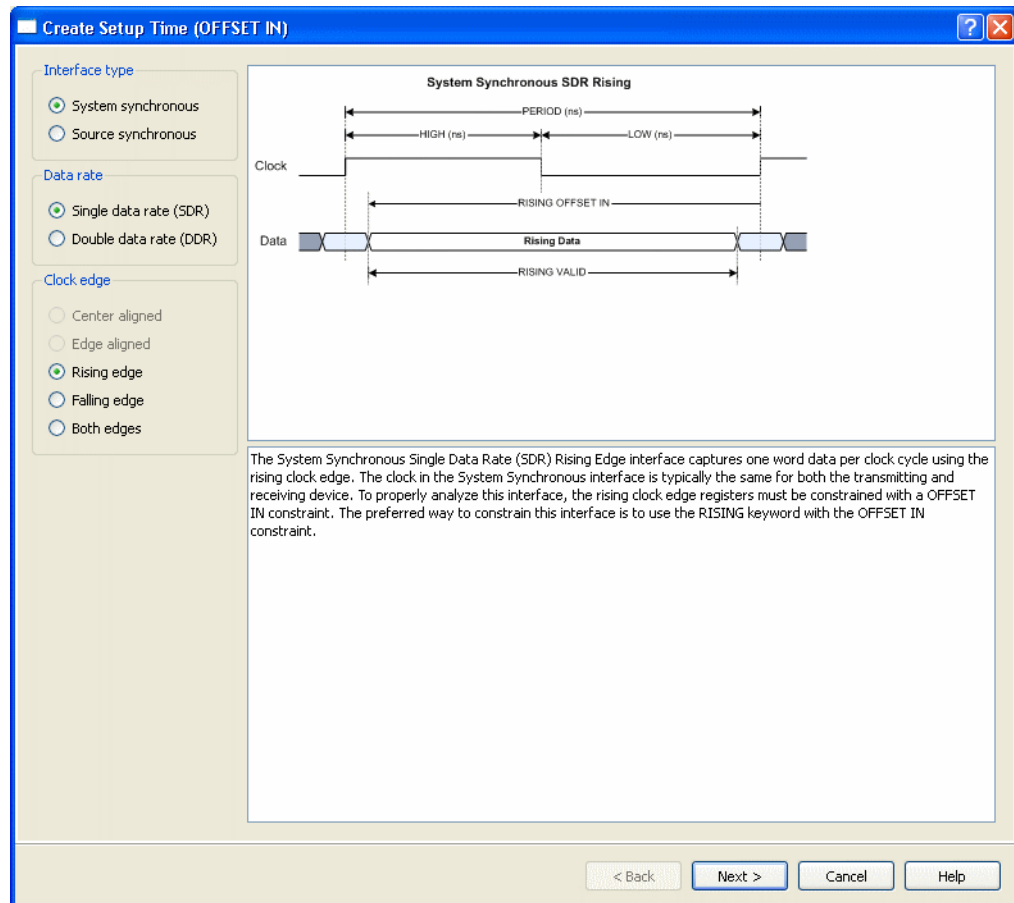 Create Setup Time (OFFSET IN)
Interface type
System synchronous
Source synchronous
Data rate
Single data rate (SDR)
Double data rate (DDR)
Clock edge
Center aligned
Edge aligned
Rising edge
Falling edge
Both edges
System Synchronous SDR Rising
PERIOD (ns)
HIGH (ns)
LOW (ns)
Clock
RISING OFFSET IN
Data
Rising Data
RISING VALID
The System Synchronous Single Data Rate (SDR) Rising Edge interface captures one word data per clock cycle using the
rising clock edge. The clock in the System Synchronous interface is typically the same for both the transmitting and
receiving device. To properly analyze this interface, the rising clock edge registers must be constrained with a OFFSET
IN constraint. The preferred way to constrain this interface is to use the RISING keyword with the OFFSET IN
constraint.
< Back
Next >
Cancel
Help